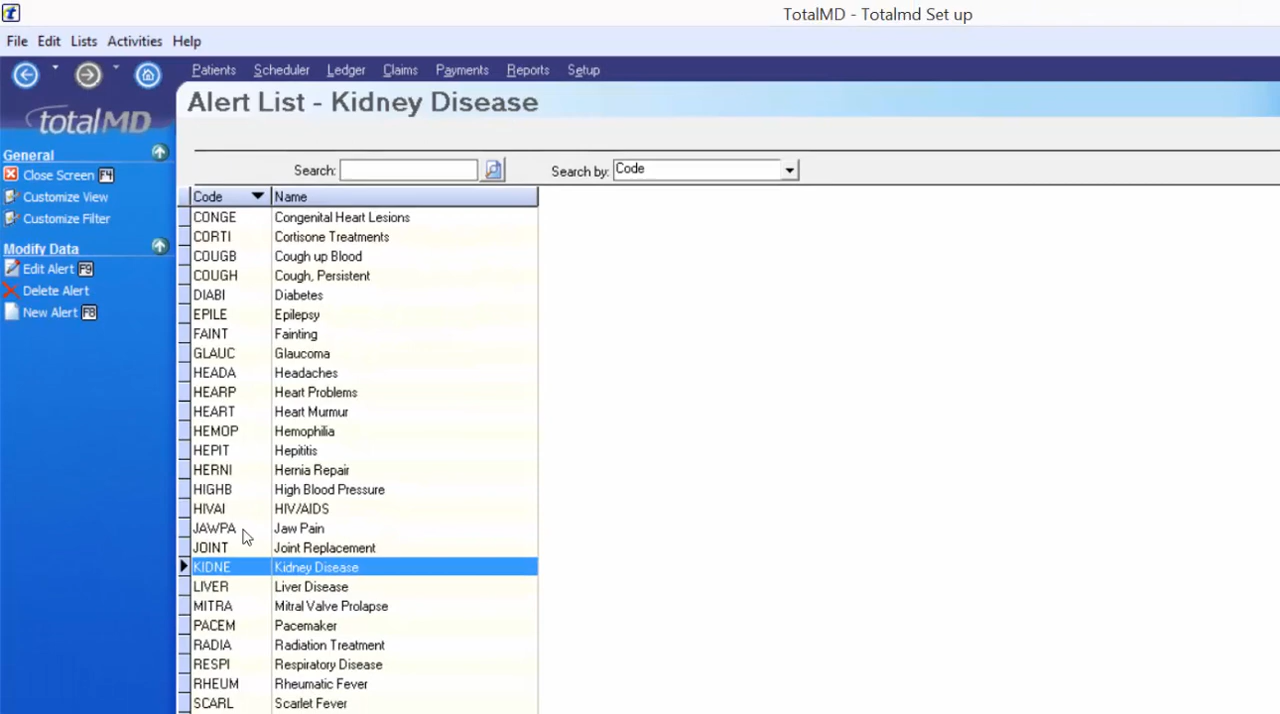 TotalMD - Totalmd Set up
File Edit Lists Activities Help
Patients Scheduler Ledger Claims Payments Reports Setup
totalMD
Alert List - Kidney Disease
General
Close Screen F4
Customize View
Customize Filter
Modify Data
Edit Alert F9
Delete Alert
New Alert F8
Search: Search by: Code
Code Name
CONGE Congenital Heart Lesions
CORTI Cortisone Treatments
COUGB Cough up Blood
COUGH Cough, Persistent
DIABI Diabetes
EPILE Epilepsy
FAINT Fainting
GLAUC Glaucoma
HEADA Headaches
HEARP Heart Problems
HEART Heart Murmur
HEMOP Hemophilia
HEPIT Hepititis
HERNI Hernia Repair
HIGHB High Blood Pressure
HIVAI HIV/AIDS
JAWPA Jaw Pain
JOINT Joint Replacement
KIDNE Kidney Disease
LIVER Liver Disease
MITRA Mitral Valve Prolapse
PACEM Pacemaker
RADIA Radiation Treatment
RESPI Respiratory Disease
RHEUM Rheumatic Fever
SCARL Scarlet Fever